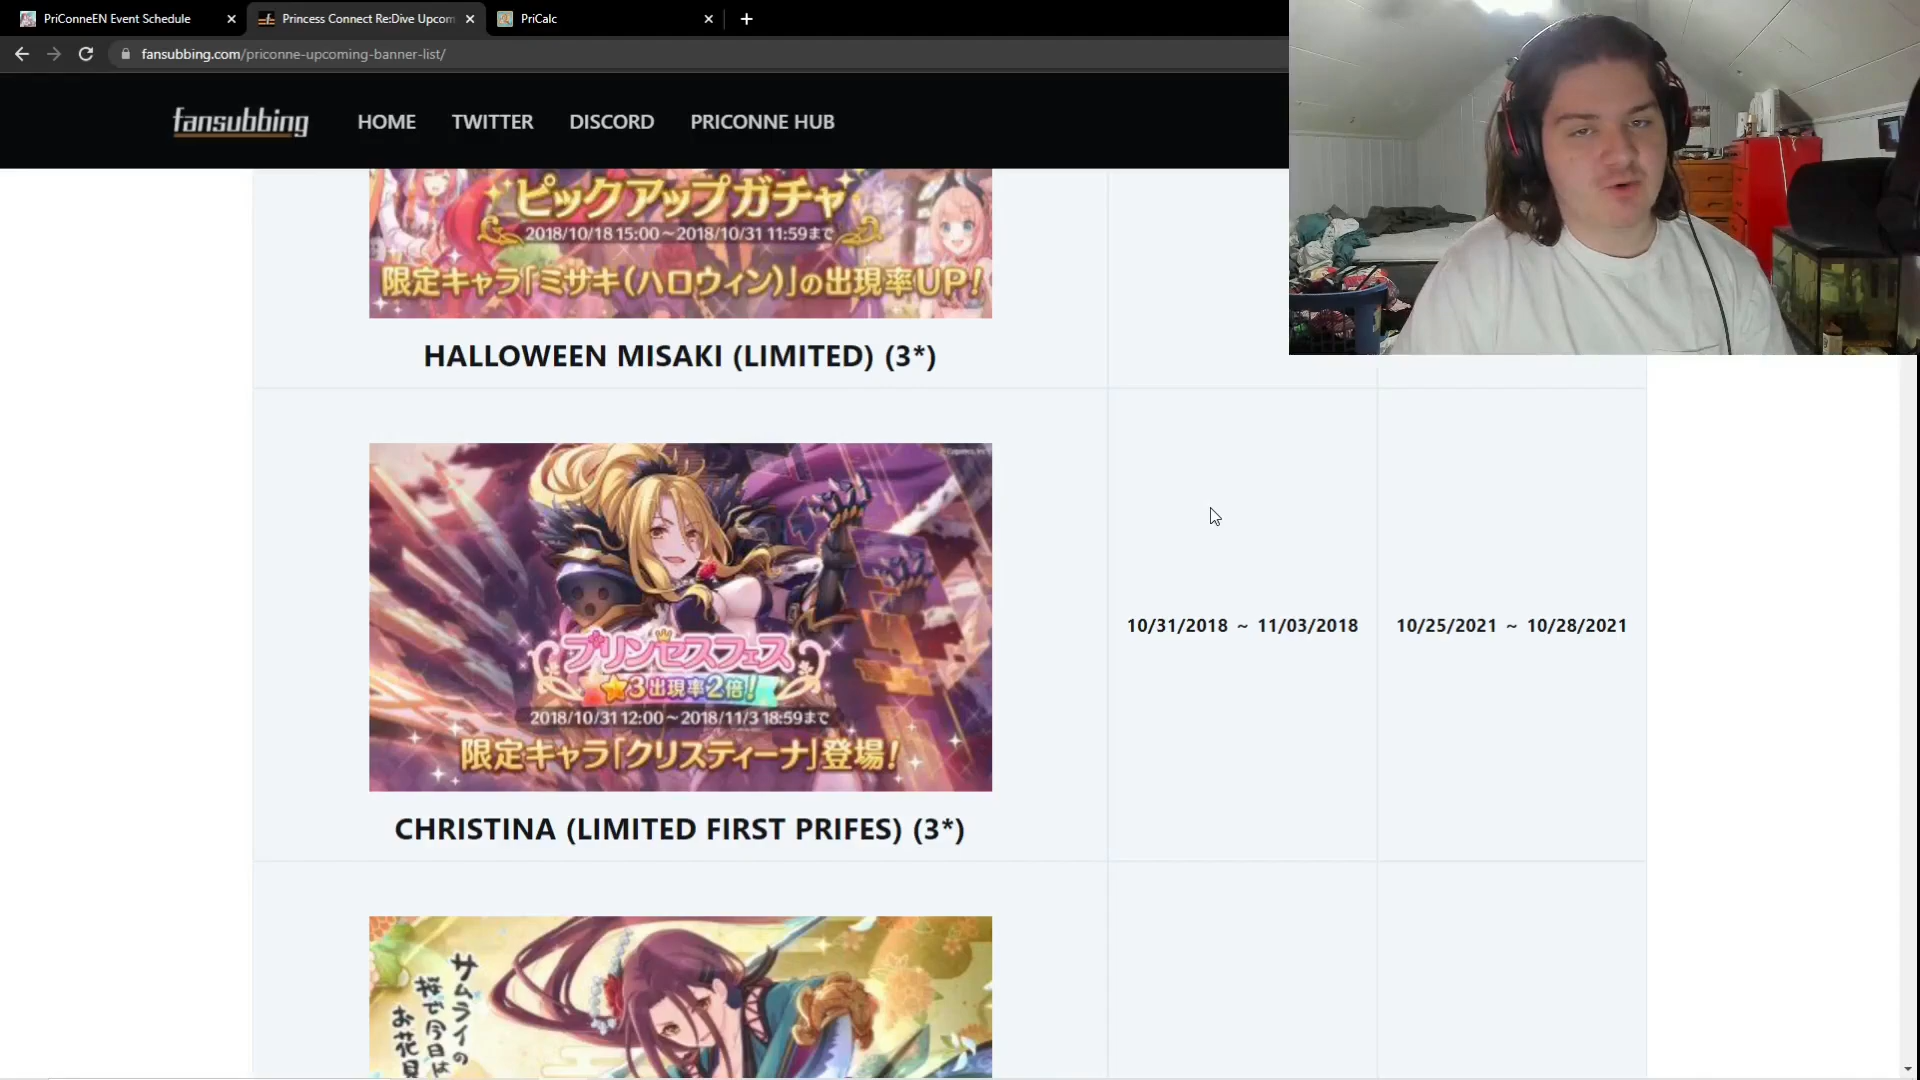 PriConneEN Event Schedule
Princess Connect Re:Dive Upcom
PriCalc
fansubbing.com/priconne-upcoming-banner-list/
fansubbing
HOME
TWITTER
DISCORD
PRICONNE HUB
ピックアップガチャ
2018/10/18 15:00～2018/10/31 11:59まで
限定キャラ「ミサキ(ハロウィン)」の出現率UP!
HALLOWEEN MISAKI (LIMITED) (3*)
プリンセスフェス
★3出現率2倍!
2018/10/31 12:00～2018/11/3 18:59まで
限定キャラ「クリスティーナ」登場!
CHRISTINA (LIMITED FIRST PRIFES) (3*)
10/31/2018 ~ 11/03/2018
10/25/2021 ~ 10/28/2021
サムライの
桜で今日は
お花見